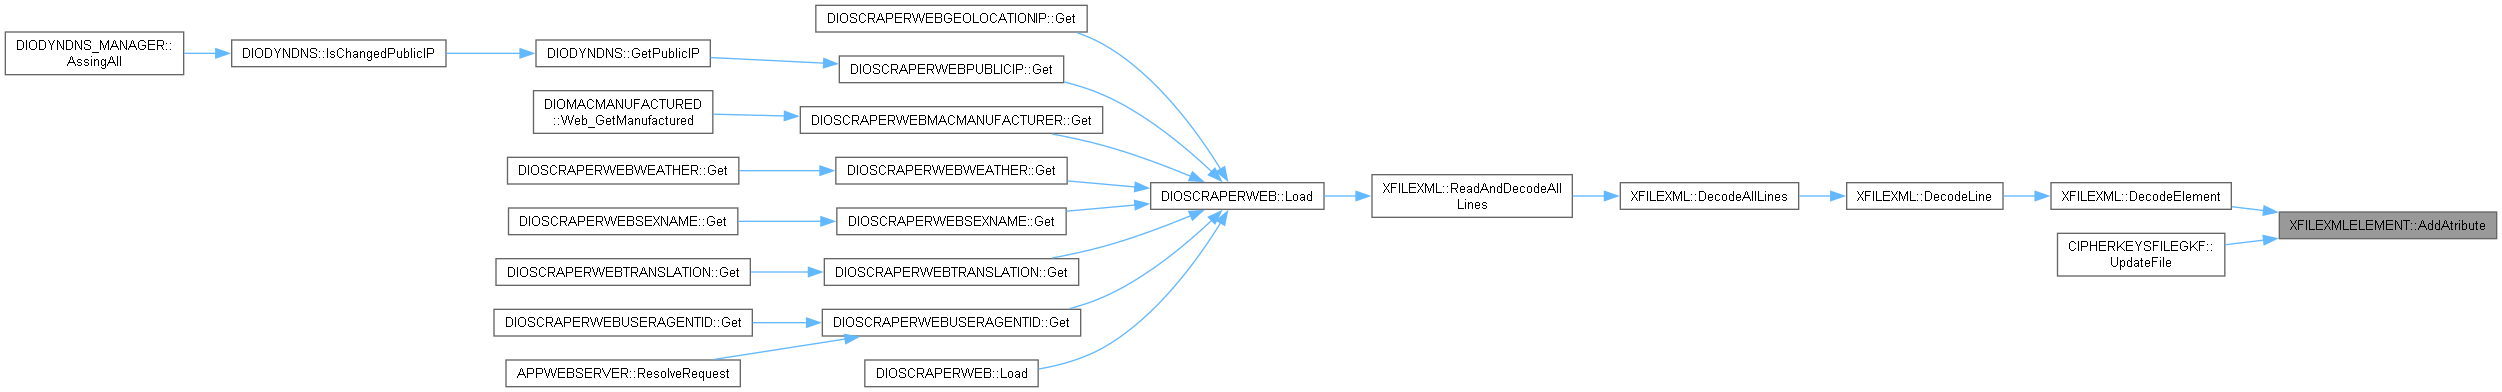 DIOSCRAPERWEBGEOLOCATIONIP::Get
DIODYNDNS_MANAGER::
AssingAll
DIODYNDNS::IsChangedPublicIP
DIODYNDNS::GetPublicIP
DIOSCRAPERWEBPUBLICIP::Get
DIOMACMANUFACTURED
::Web_GetManufactured
DIOSCRAPERWEBMACMANUFACTURER::Get
DIOSCRAPERWEBWEATHER::Get
DIOSCRAPERWEBWEATHER::Get
DIOSCRAPERWEB::Load
XFILEXML::ReadAndDecodeAll
Lines
XFILEXML::DecodeAllLines
XFILEXML::DecodeLine
XFILEXML::DecodeElement
XFILEXMLELEMENT::AddAtribute
CIPHERKEYSFILEGKF::
UpdateFile
DIOSCRAPERWEBSEXNAME::Get
DIOSCRAPERWEBSEXNAME::Get
DIOSCRAPERWEBTRANSLATION::Get
DIOSCRAPERWEBTRANSLATION::Get
DIOSCRAPERWEBUSERAGENTID::Get
DIOSCRAPERWEBUSERAGENTID::Get
APPWEBSERVER::ResolveRequest
DIOSCRAPERWEB::Load